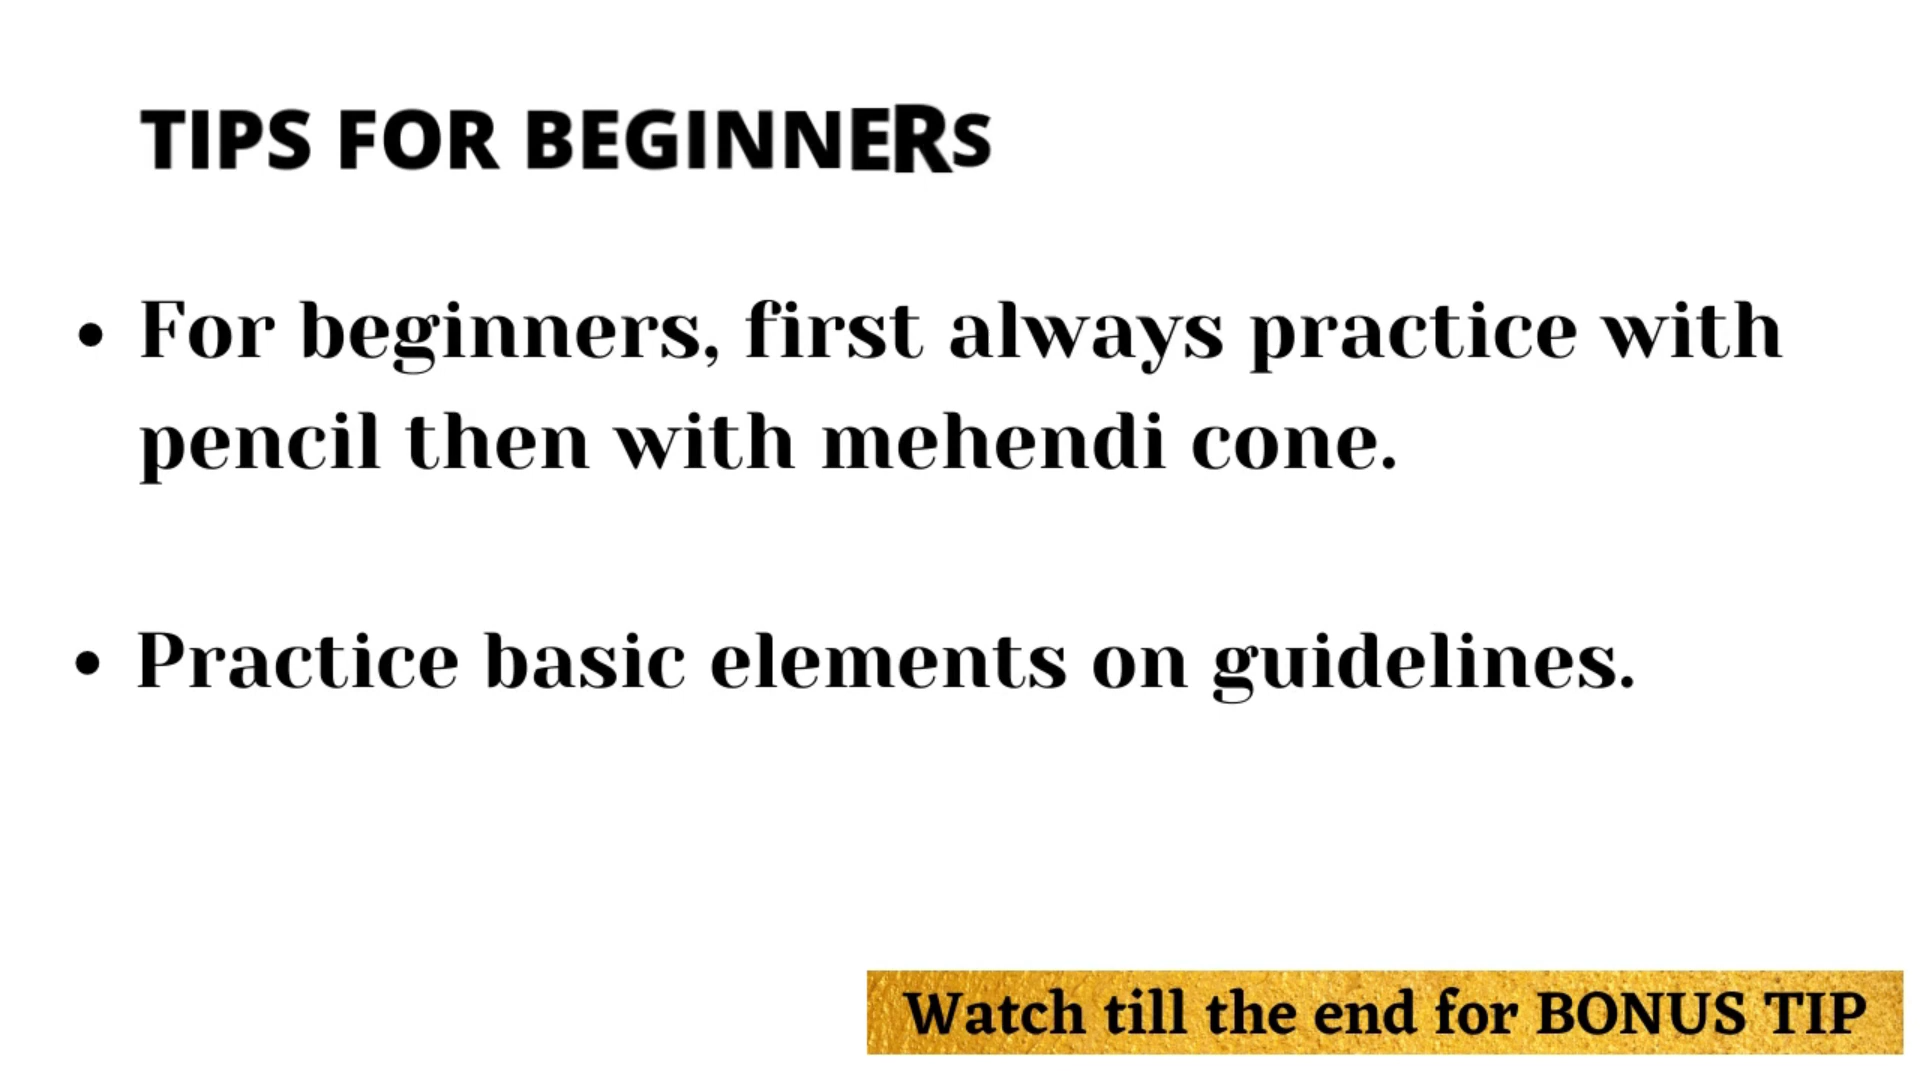 TIPS FOR BEGINNERS
• For beginners, first always practice with
pencil then with mehendi cone.
• Practice basic elements on guidelines.
Watch till the end for BONUS TIP